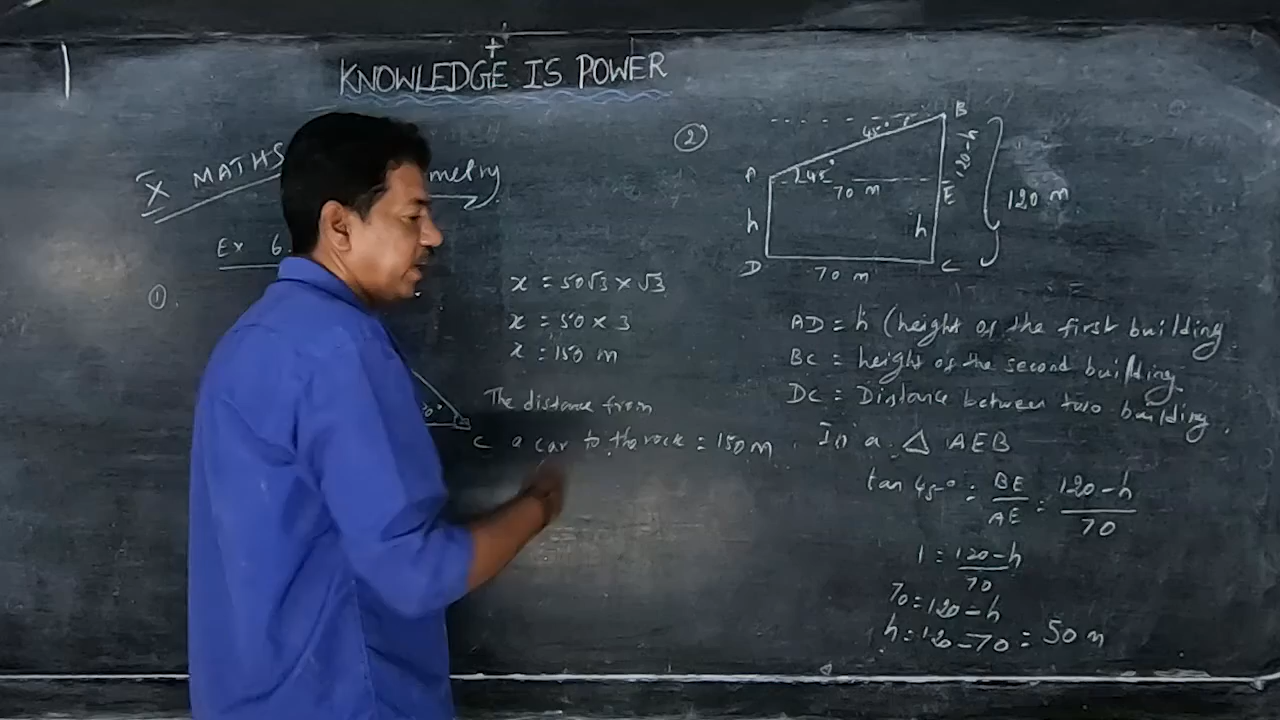 KNOWLEDGE IS POWER
X MATHS metry
Ex 6.
①
x = 50√3 × √3
x = 50 × 3
x = 150 m
The distance from
C a car to the rock = 150 m
30°
②
B
45°
A 45° 70 m E
120-h
120 m
h h
D C
70 m
AD = h (height of the first building
BC = height of the second building
DC = Distance between two building.
In a △ AEB
tan 45° = BE/AE = 120-h/70
1 = 120-h/70
70 = 120-h
h = 120-70 = 50 m